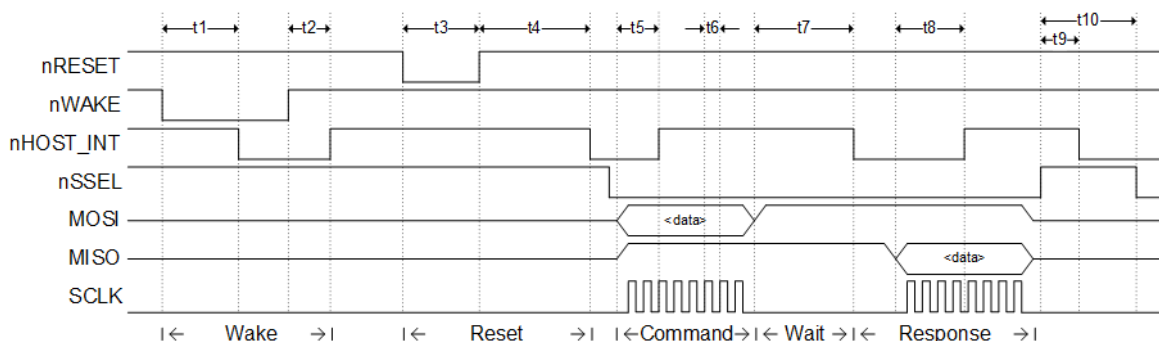 t1 t2 t3 t4 t5 t6 t7 t8 t10
t9
nRESET
nWAKE
nHOST_INT
nSSEL
MOSI <data>
MISO <data>
SCLK
Wake Reset Command Wait Response